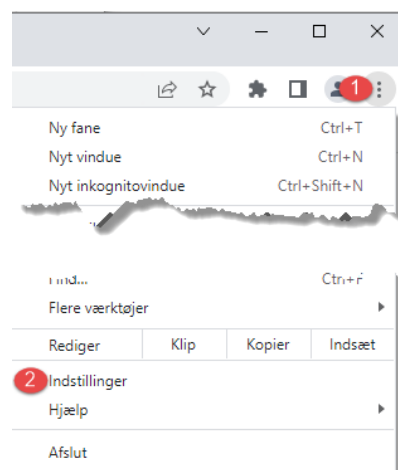 1
Ny fane Ctrl+T
Nyt vindue Ctrl+N
Nyt inkognitovindue Ctrl+Shift+N
Flere værktøjer
Rediger Klip Kopier Indsæt
2 Indstillinger
Hjælp
Afslut